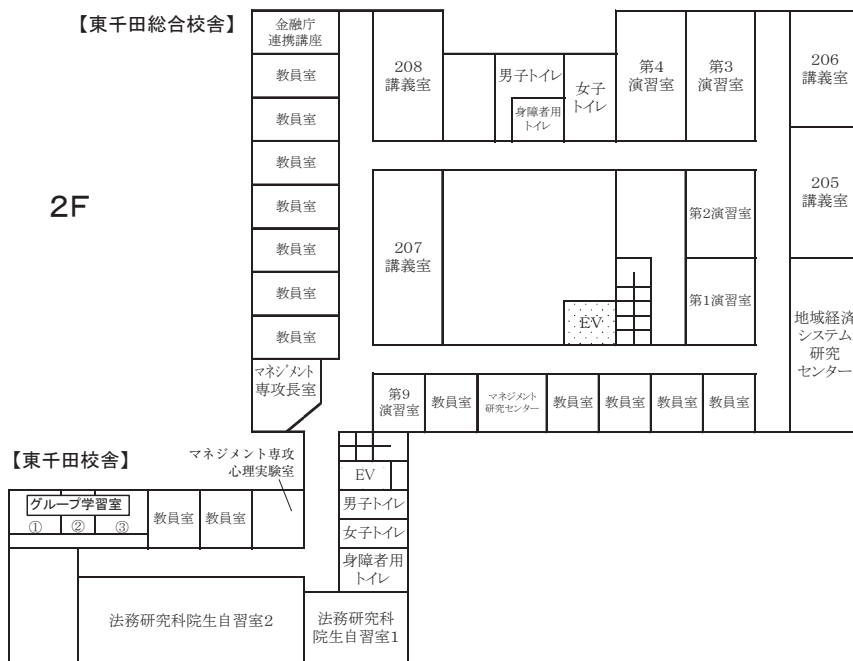 【東千田総合校舎】
2F
金融庁
連携講座
教員室
教員室
教員室
教員室
教員室
教員室
教員室
マネジメント
専攻長室
208
講義室
男子トイレ
身障者用
トイレ
女子
トイレ
第4
演習室
第3
演習室
206
講義室
205
講義室
207
講義室
EV
第2演習室
第1演習室
地域経済
システム
研究
センター
第9
演習室
教員室
マネジメント
研究センター
教員室
教員室
教員室
教員室
【東千田校舎】
マネジメント専攻
心理実験室
グループ学習室
①
②
③
教員室
教員室
EV
男子トイレ
女子トイレ
身障者用
トイレ
法務研究科院生自習室2
法務研究科
院生自習室1